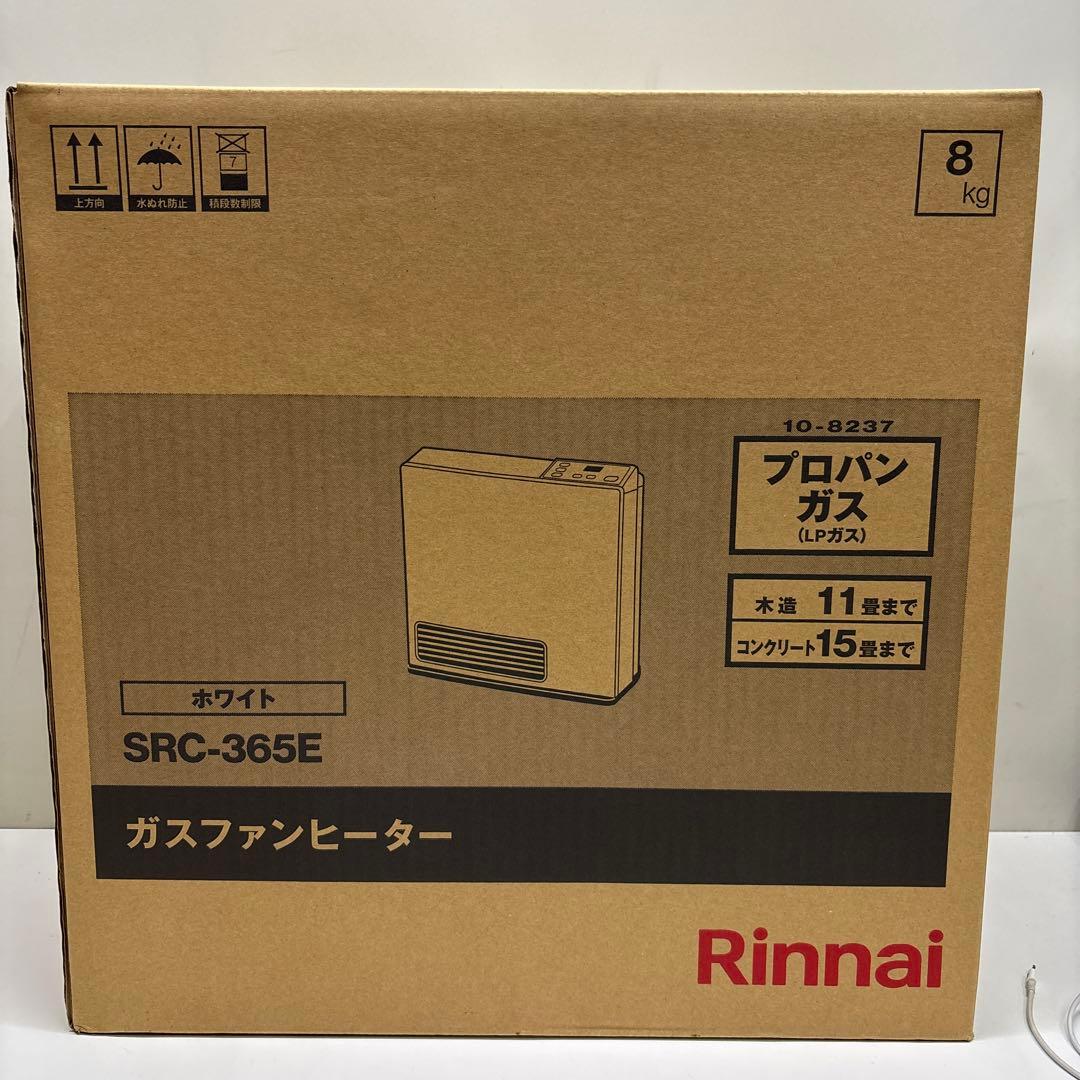 上方向
水ぬれ防止
7
積段数制限
8
kg
10-8237
プロパン
ガス
(LPガス)
木造 11畳まで
コンクリート15畳まで
ホワイト
SRC-365E
ガスファンヒーター
Rinnai